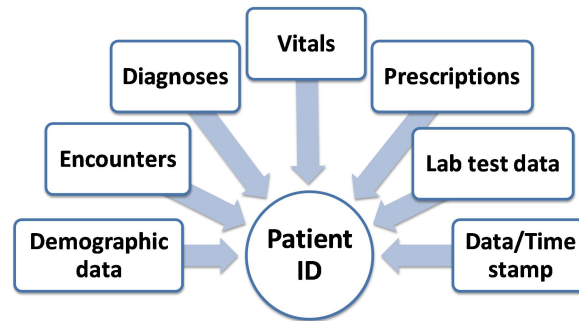 Vitals
Diagnoses
Prescriptions
Encounters
Lab test data
Demographic
data
Patient
ID
Data/Time
stamp